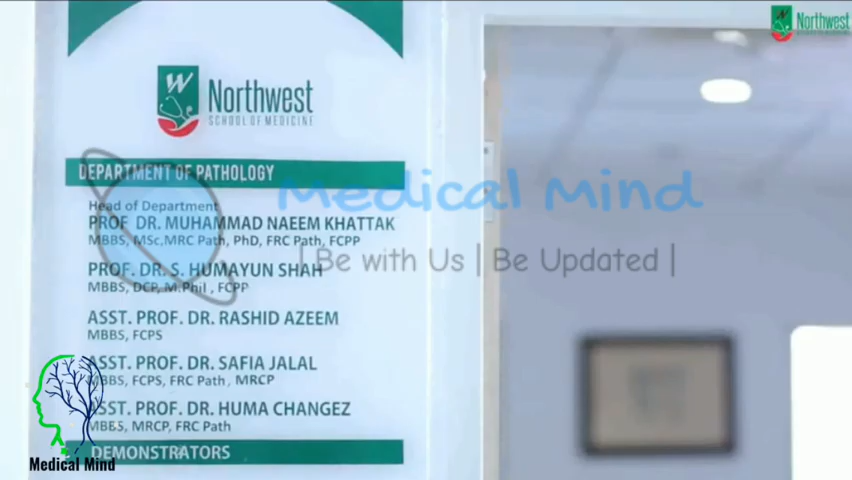 Northwest
SCHOOL OF MEDICINE
DEPARTMENT OF PATHOLOGY
Head of Department
PROF DR. MUHAMMAD NAEEM KHATTAK
MBBS, MSc,MRC Path, PhD, FRC Path, FCPP
PROF. DR. S. HUMAYUN SHAH
MBBS, DCP, M.Phil , FCPP
ASST. PROF. DR. RASHID AZEEM
MBBS, FCPS
ASST. PROF. DR. SAFIA JALAL
MBBS, FCPS, FRC Path, MRCP
ASST. PROF. DR. HUMA CHANGEZ
MBBS, MRCP, FRC Path
DEMONSTRATORS
Medical Mind
| Be with Us | Be Updated |
Northwest
Medical Mind